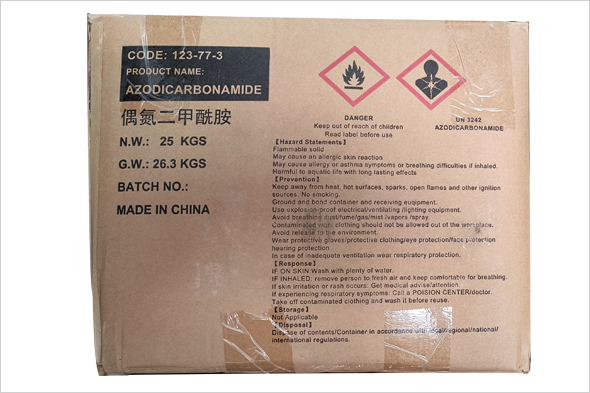 CODE: 123-77-3
PRODUCT NAME:
AZODICARBONAMIDE
偶氮二甲酰胺
N.W.: 25 KGS
G.W.: 26.3 KGS
BATCH NO.:
MADE IN CHINA
DANGER
Keep out of reach of children
Read label before use
UN 3242
AZODICARBONAMIDE
【Hazard Statements】
Flammable solid
May cause an allergic skin reaction
May cause allergy or asthma symptoms or breathing difficulties if inhaled.
Harmful to aquatic life with long lasting effects
【Prevention】
Keep away from heat, hot surfaces, sparks, open flames and other ignition
sources. No smoking.
Ground and bond container and receiving equipment.
Use explosion-proof electrical/ventilating /lighting equipment.
Avoid breathing dust/fume/gas/mist /vapors /spray.
Contaminated work clothing should not be allowed out of the workplace.
Avoid release to the environment.
Wear protective gloves/protective clothing/eye protection/face protection
hearing protection
In case of inadequate ventilation wear respiratory protection.
【Response】
IF ON SKIN:Wash with plenty of water.
IF INHALED: remove person to fresh air and keep comfortable for breathing.
If skin irritation or rash occurs: Get medical advise/attention.
If experiencing respiratory symptoms: Call a POISION CENTER/doctor.
Take off contaminated clothing and wash it before reuse.
【Storage】
Not Applicable
【Disposal】
Dispose of contents/Container in accordance with local/regional/national/
international regulations.